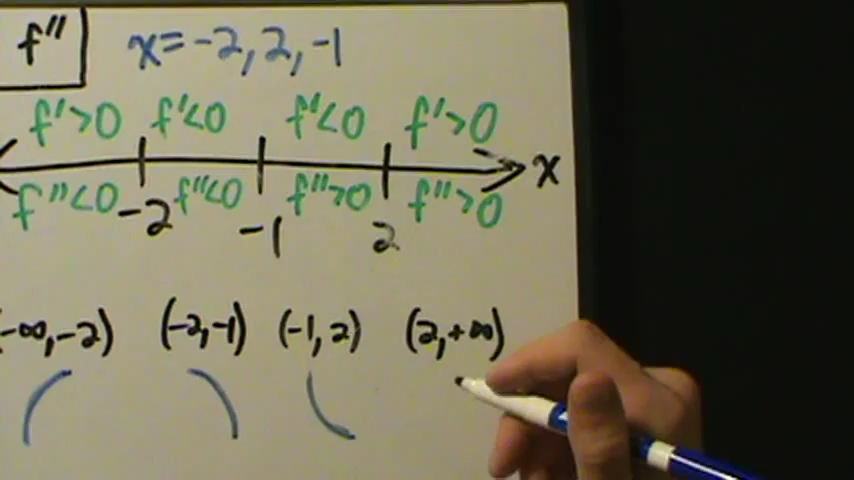 f'' x=-2,2,-1
f'>0 f'<0 f'<0 f'>0
x
f''<0 f''<0 f''>0 f''>0
-2 -1 2
(-∞,-2) (-2,-1) (-1,2) (2,+∞)